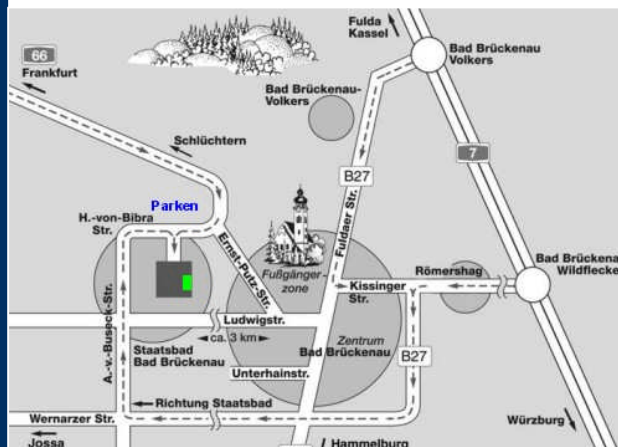 Fulda
Kassel
Bad Brückenau
Volkers
66
Frankfurt
Bad Brückenau-
Volkers
Schlüchtern
7
B27
Parken
H.-von-Bibra
Str.
Fuldaer Str.
Ernst-Putz-Str.
Fußgänger-
zone
Kissinger
Str.
Römershag
Bad Brückena
Wildflecke
A.-v.-Buseck-Str.
Ludwigstr.
ca. 3 km
Zentrum
Bad Brückenau
B27
Staatsbad
Bad Brückenau
Unterhainstr.
Richtung Staatsbad
Wernarzer Str.
Jossa
Hammelburg
Würzburg